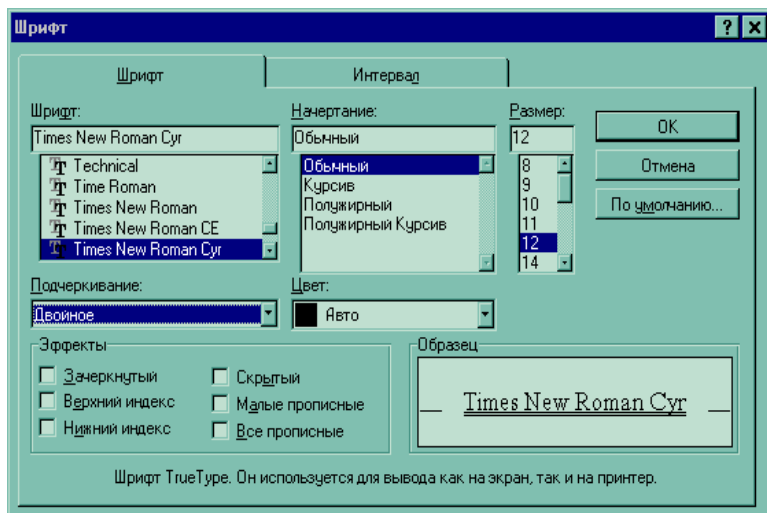 Шрифт
Шрифт Интервал
Шрифт: Начертание: Размер:
Times New Roman Cyr Обычный 12 OK
Technical Обычный 8 Отмена
Time Roman Курсив 9
Times New Roman Полужирный 10 По умолчанию...
Times New Roman CE Полужирный Курсив 11
Times New Roman Cyr 12
14
Подчеркивание: Цвет:
Двойное Авто
Эффекты Образец
Зачеркнутый Скрытый
Верхний индекс Малые прописные
Нижний индекс Все прописные
Times New Roman Cyr
Шрифт TrueType. Он используется для вывода как на экран, так и на принтер.